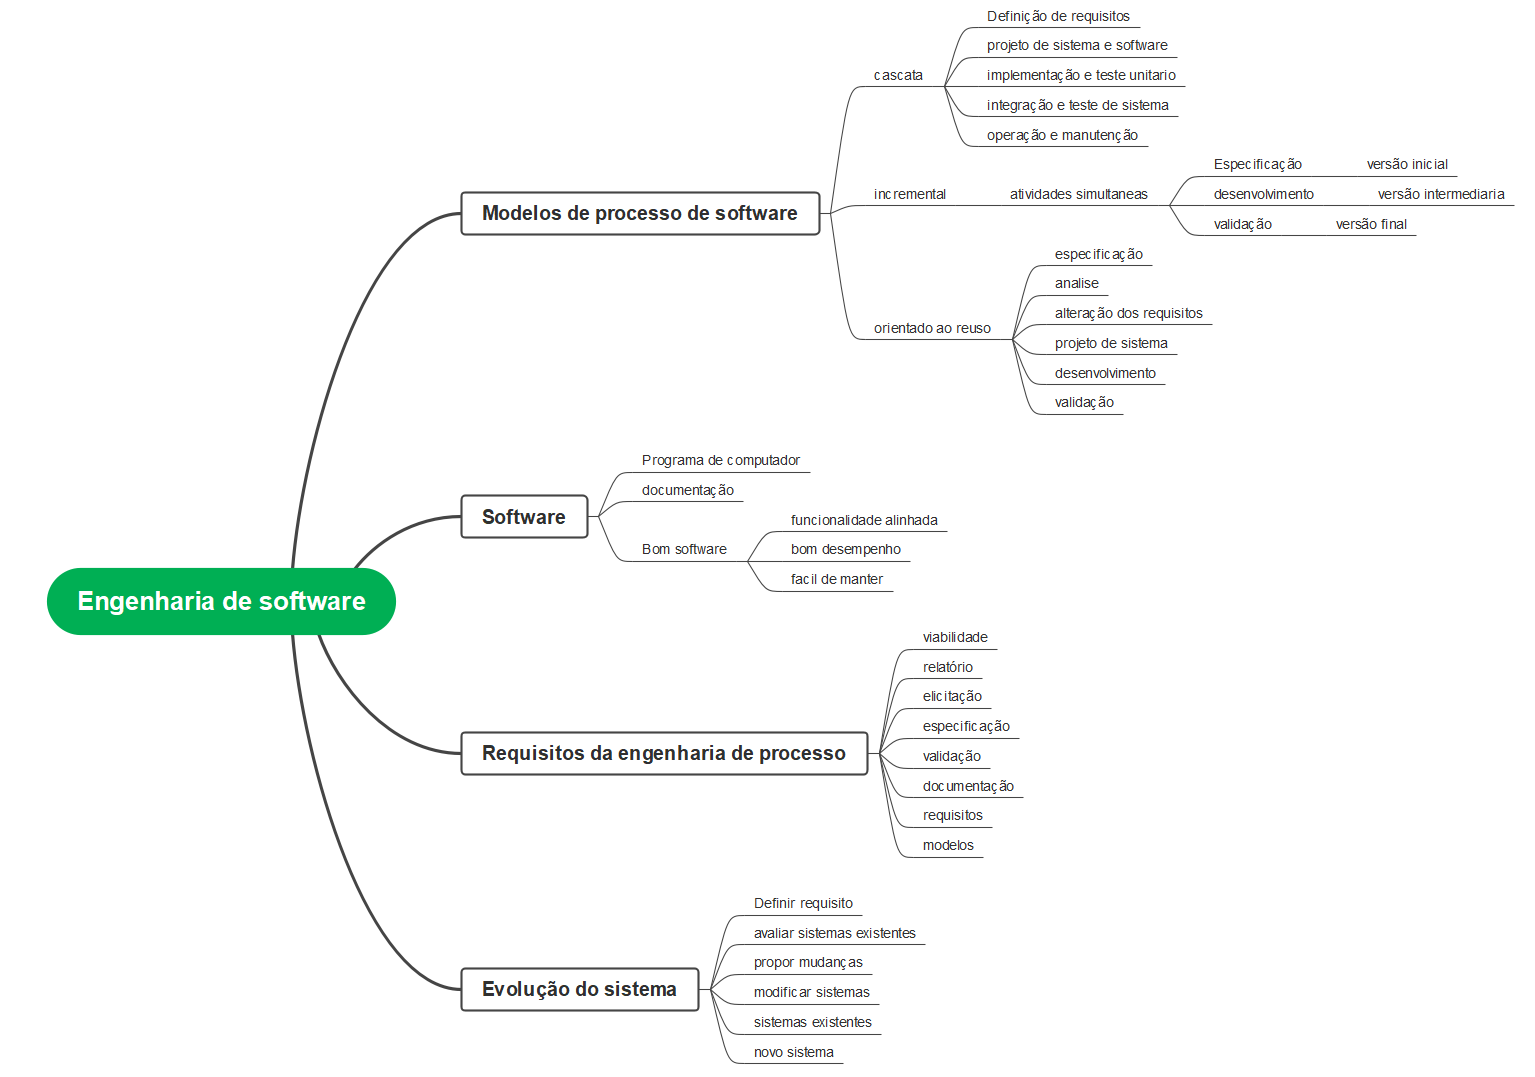 Engenharia de software
Modelos de processo de software
cascata
Definição de requisitos
projeto de sistema e software
implementação e teste unitario
integração e teste de sistema
operação e manutenção
incremental
atividades simultaneas
Especificação
versão inicial
desenvolvimento
versão intermediaria
validação
versão final
orientado ao reuso
especificação
analise
alteração dos requisitos
projeto de sistema
desenvolvimento
validação
Software
Programa de computador
documentação
Bom software
funcionalidade alinhada
bom desempenho
facil de manter
Requisitos da engenharia de processo
viabilidade
relatório
elicitação
especificação
validação
documentação
requisitos
modelos
Evolução do sistema
Definir requisito
avaliar sistemas existentes
propor mudanças
modificar sistemas
sistemas existentes
novo sistema